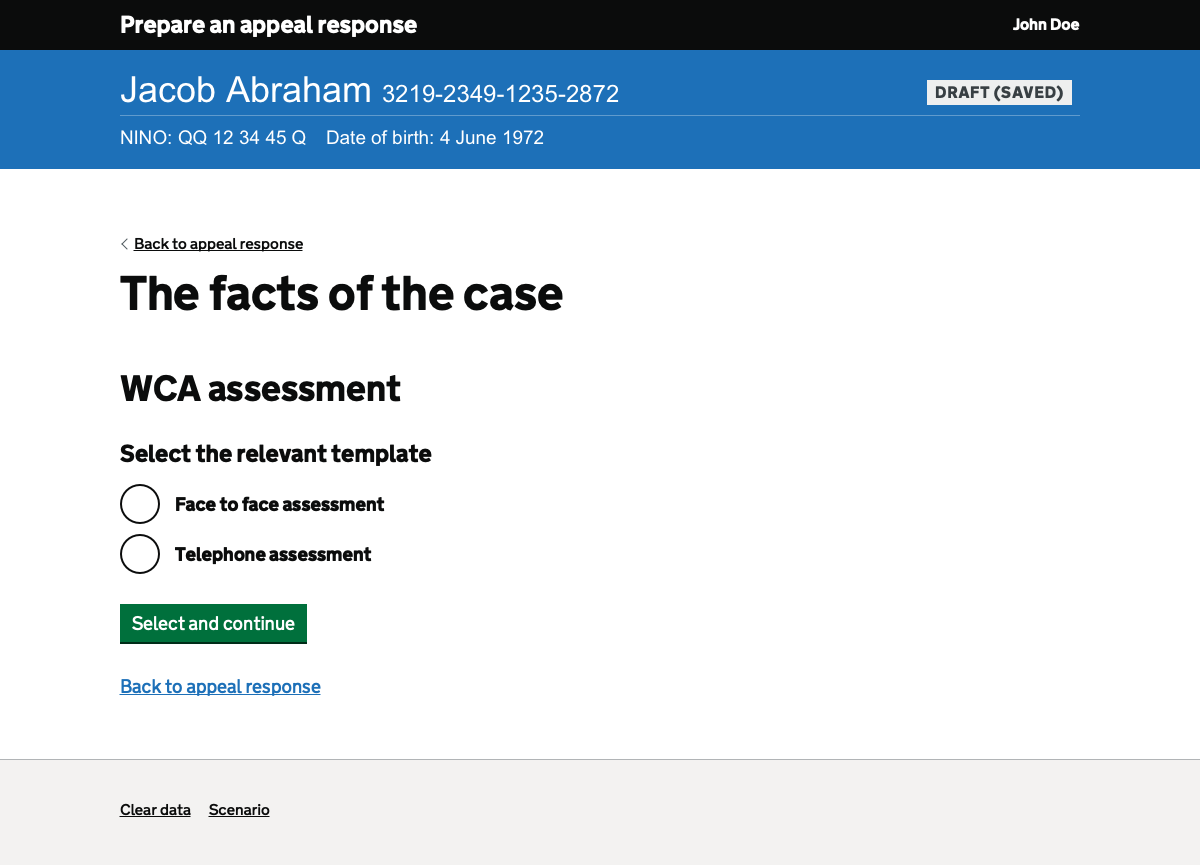 Prepare an appeal response
John Doe
Jacob Abraham 3219-2349-1235-2872
DRAFT (SAVED)
NINO: QQ 12 34 45 Q Date of birth: 4 June 1972
Back to appeal response
The facts of the case
WCA assessment
Select the relevant template
Face to face assessment
Telephone assessment
Select and continue
Back to appeal response
Clear data Scenario